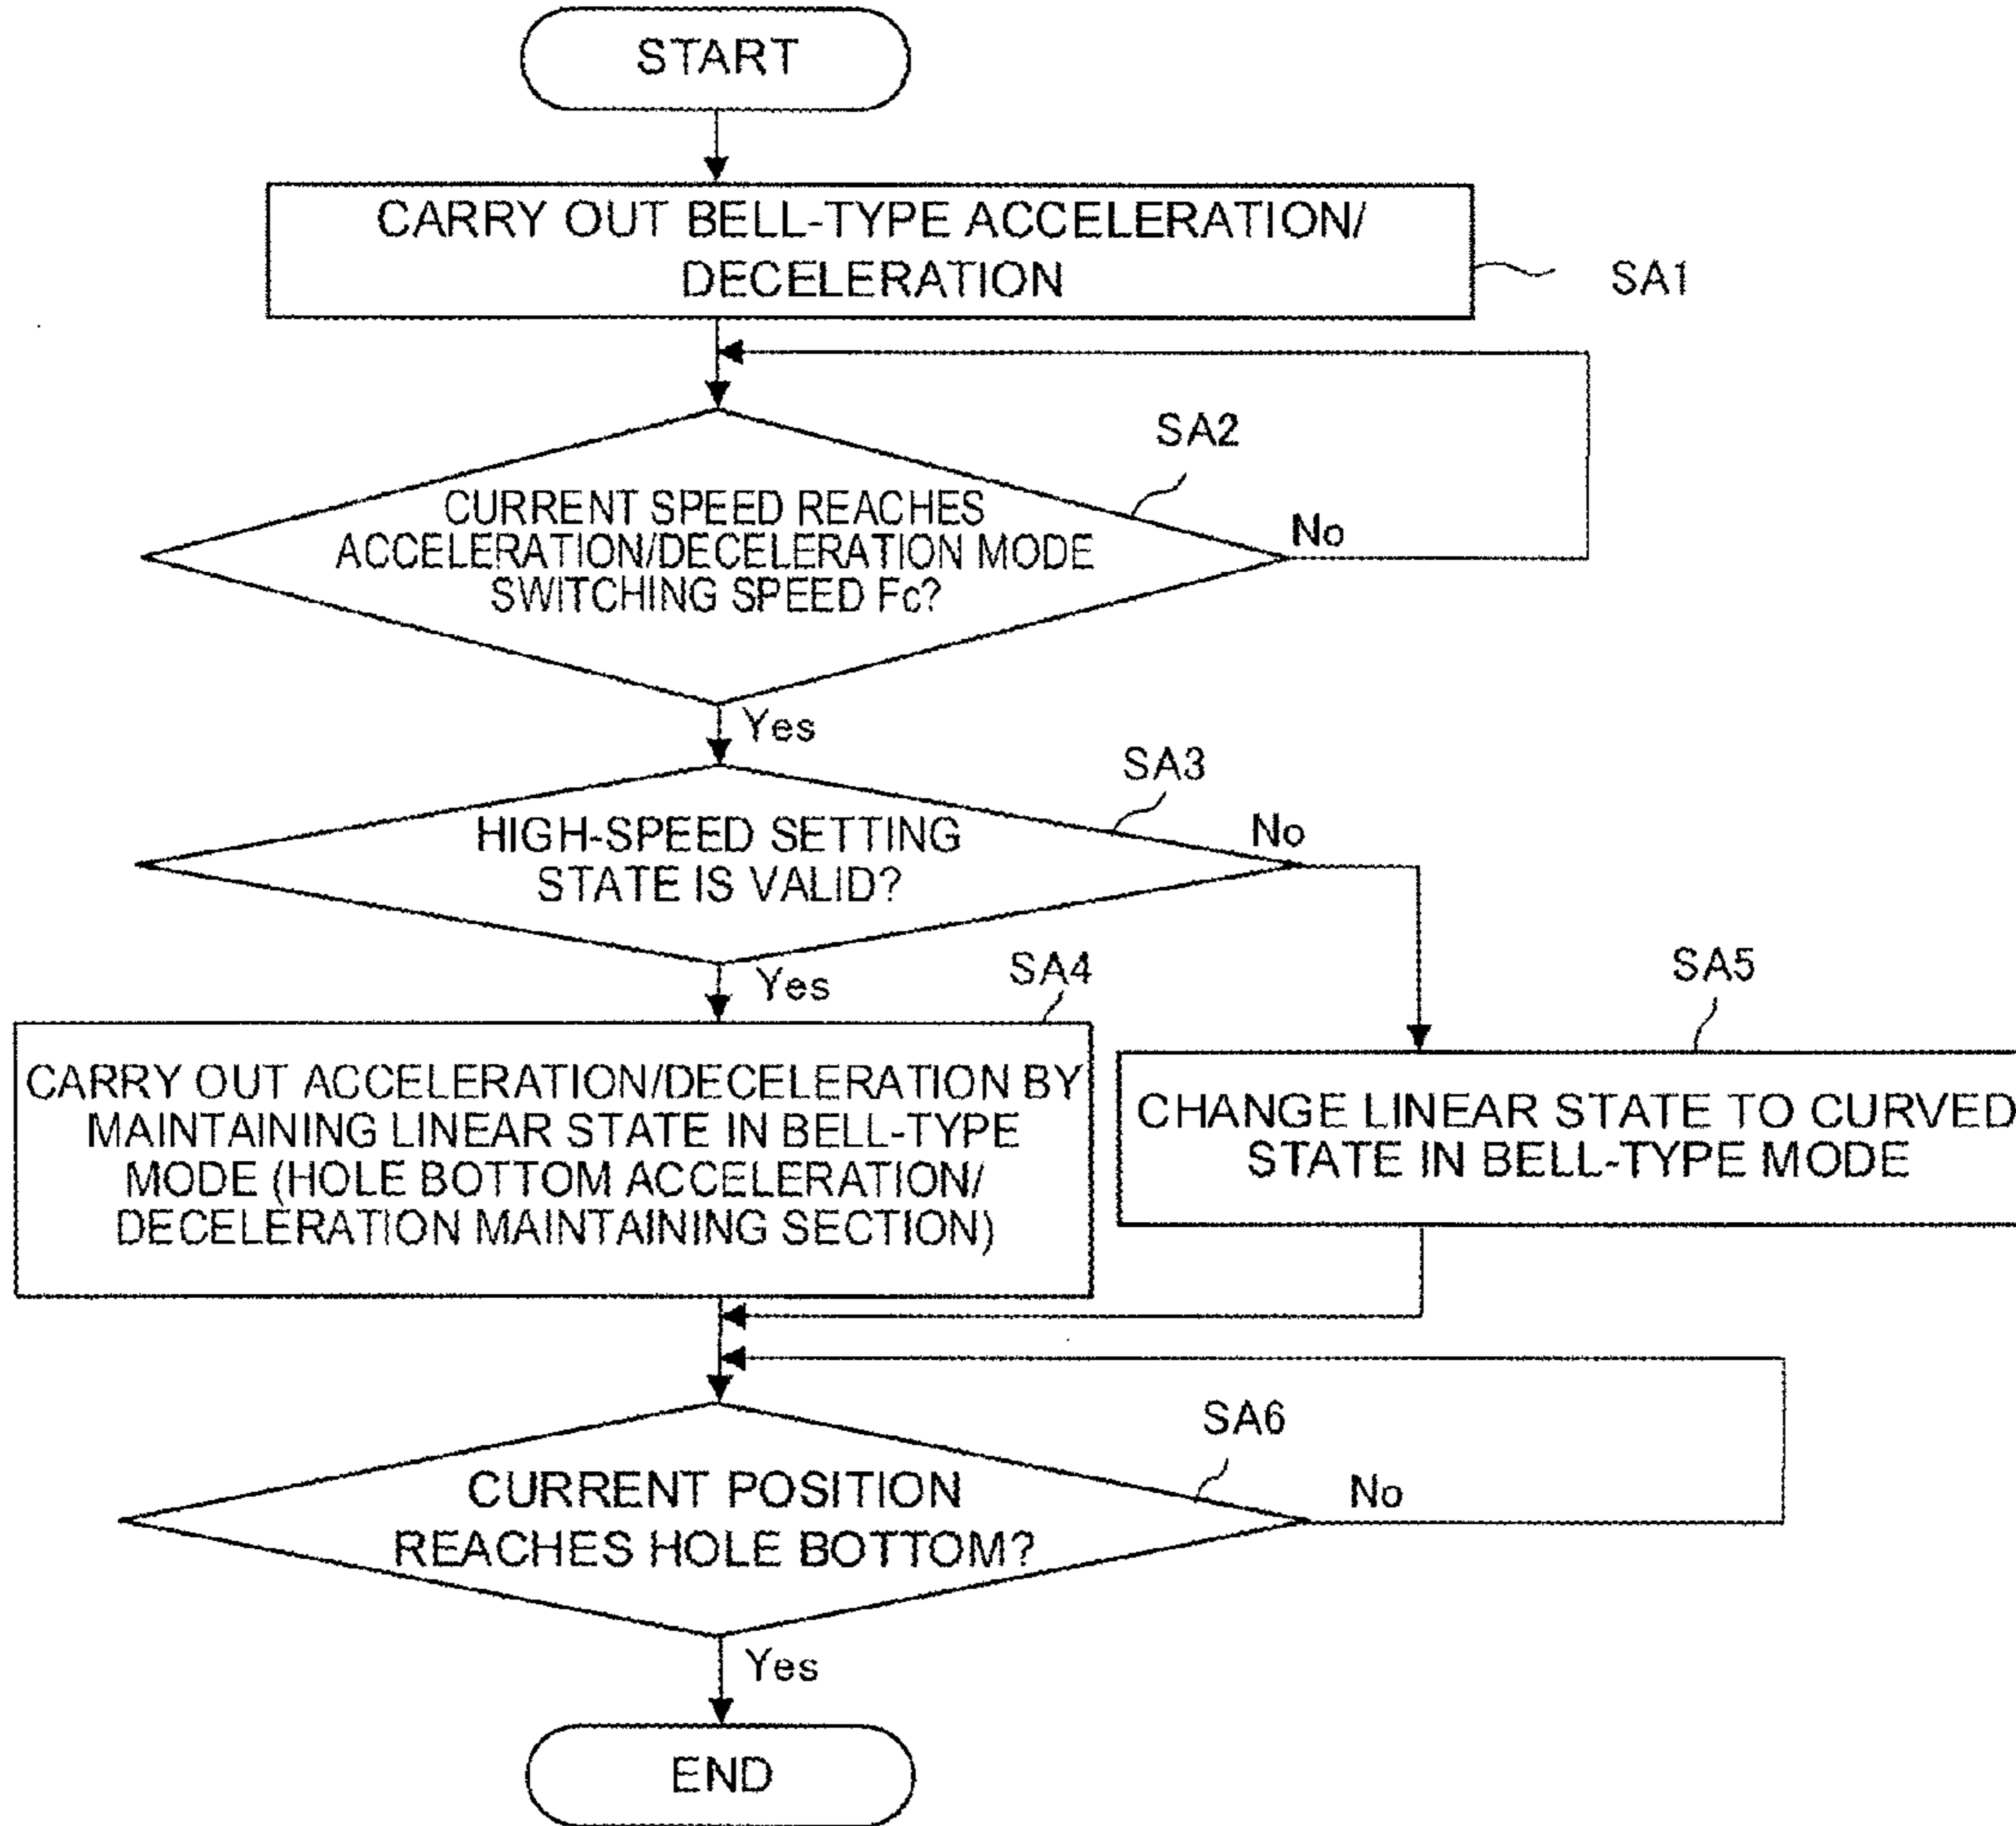 START
CARRY OUT BELL-TYPE ACCELERATION/
DECELERATION
SA1
SA2
CURRENT SPEED REACHES
ACCELERATION/DECELERATION MODE
SWITCHING SPEED Fc?
No
Yes
SA3
HIGH-SPEED SETTING
STATE IS VALID?
No
Yes
SA4
CARRY OUT ACCELERATION/DECELERATION BY
MAINTAINING LINEAR STATE IN BELL-TYPE
MODE (HOLE BOTTOM ACCELERATION/
DECELERATION MAINTAINING SECTION)
SA5
CHANGE LINEAR STATE TO CURVED
STATE IN BELL-TYPE MODE
SA6
CURRENT POSITION
REACHES HOLE BOTTOM?
No
Yes
END